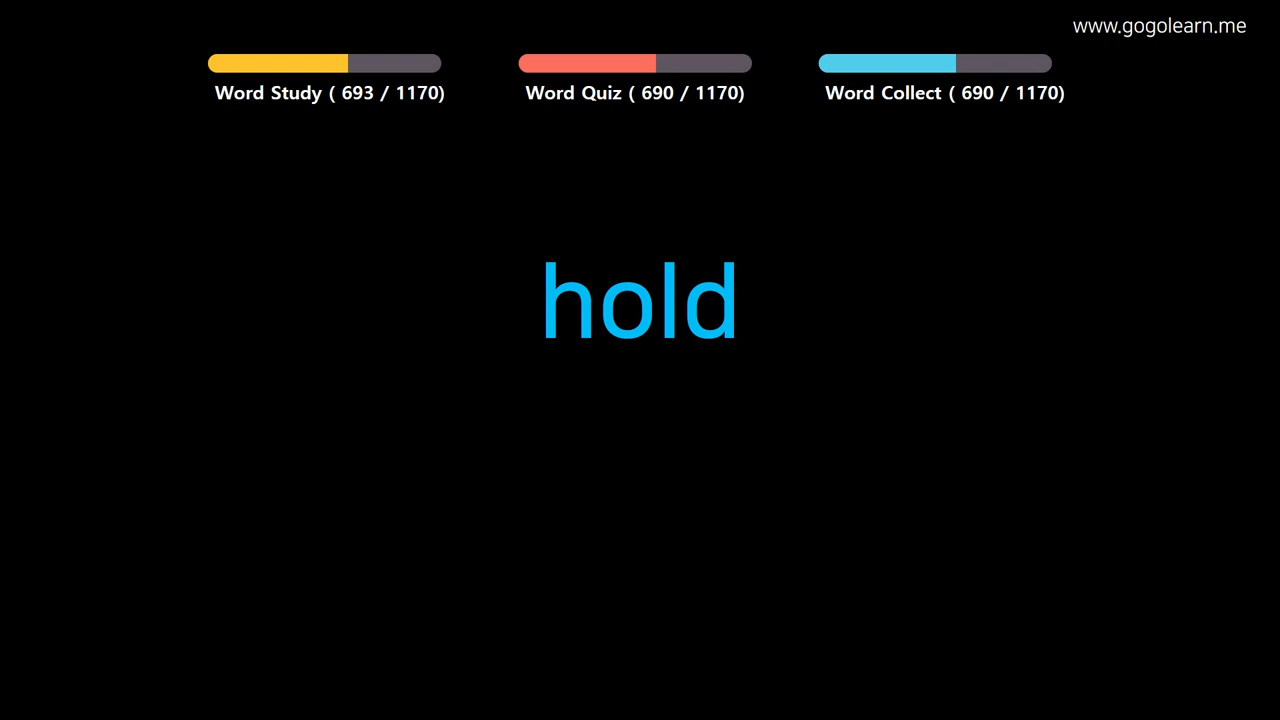 www.gogolearn.me
Word Study ( 693 / 1170)
Word Quiz ( 690 / 1170)
Word Collect ( 690 / 1170)
hold